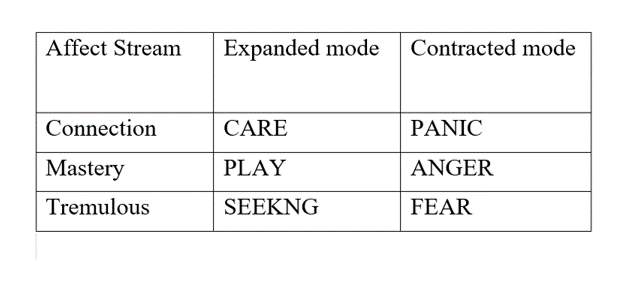 Affect Stream Expanded mode Contracted mode
Connection CARE PANIC
Mastery PLAY ANGER
Tremulous SEEKNG FEAR